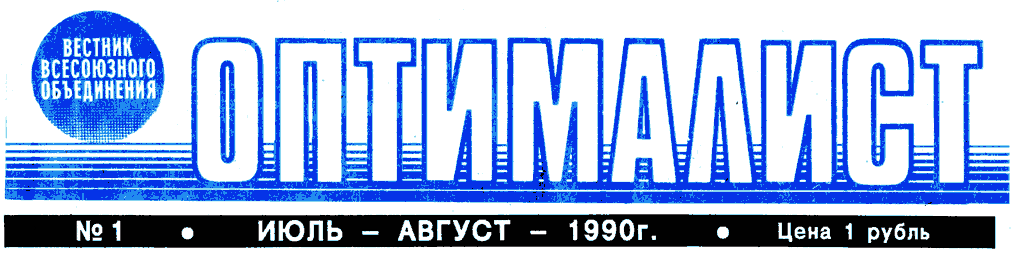 ВЕСТНИК
ВСЕСОЮЗНОГО
ОБЪЕДИНЕНИЯ
ОПТИМАЛИСТ
№ 1 • ИЮЛЬ – АВГУСТ – 1990г. • Цена 1 рубль